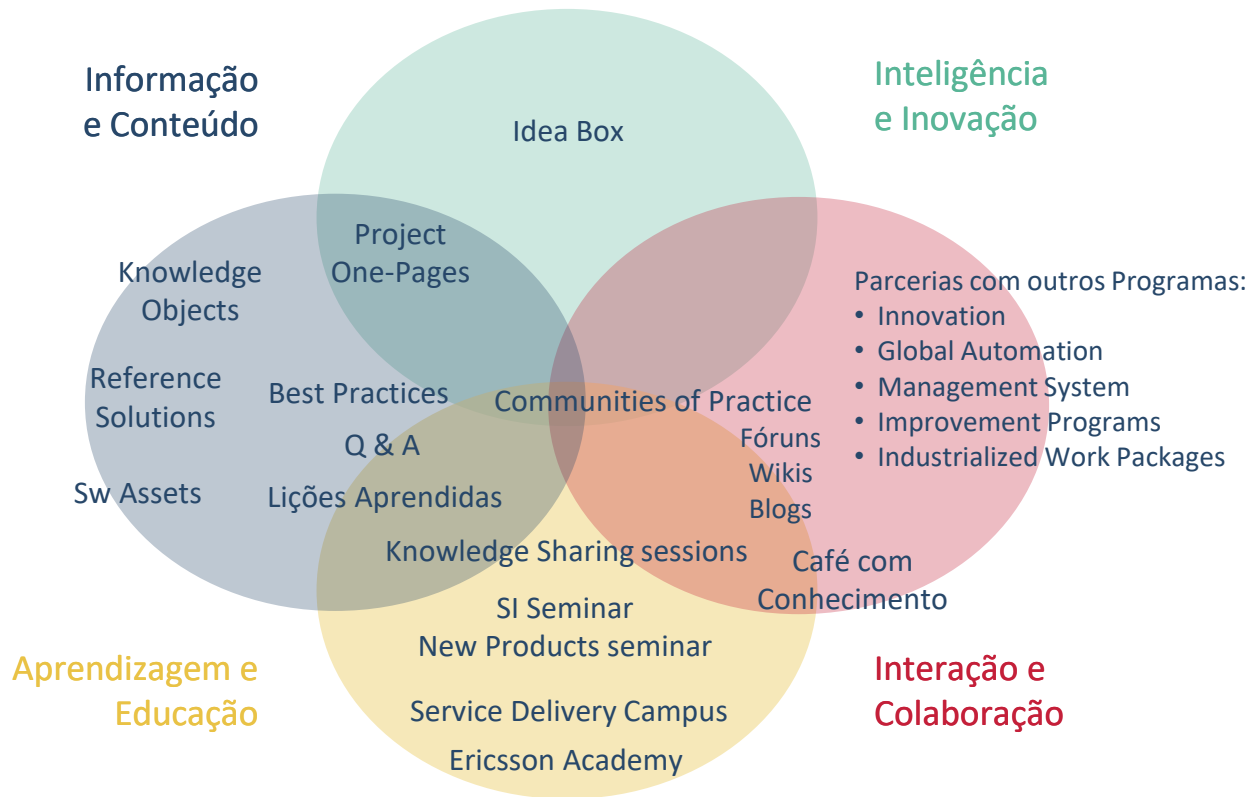 Informação
e Conteúdo
Inteligência
e Inovação
Idea Box
Project
One-Pages
Knowledge
Objects
Parcerias com outros Programas:
• Innovation
• Global Automation
• Management System
• Improvement Programs
• Industrialized Work Packages
Reference
Solutions
Best Practices
Communities of Practice
Fóruns
Wikis
Blogs
Q & A
Sw Assets
Lições Aprendidas
Knowledge Sharing sessions
Café com
Conhecimento
SI Seminar
New Products seminar
Service Delivery Campus
Ericsson Academy
Aprendizagem e
Educação
Interação e
Colaboração